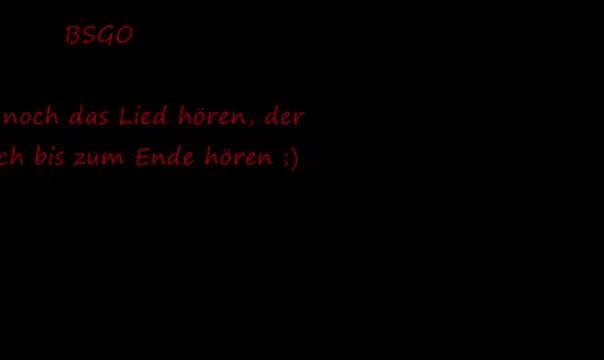 BSGO
noch das Lied hören, der
ch bis zum Ende hören ;)